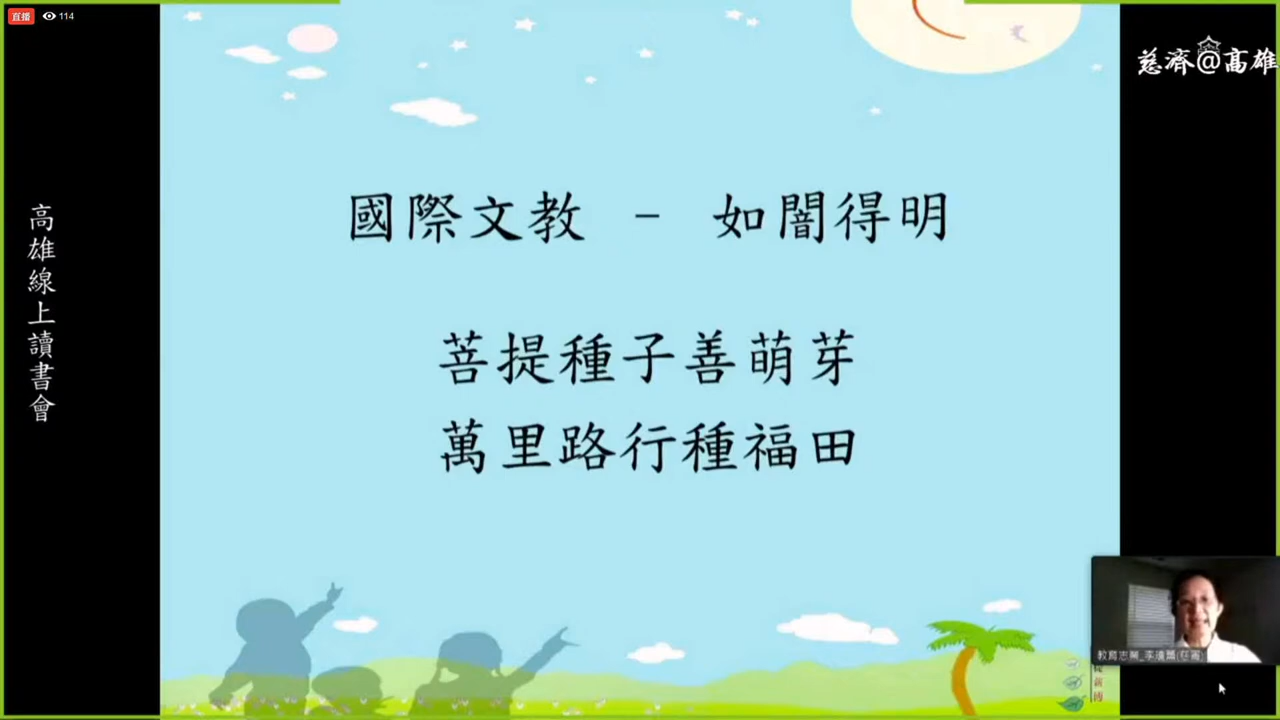 直播 114
慈濟@高雄
高雄線上讀書會
國際文教 - 如闇得明
菩提種子善萌芽
萬里路行種福田